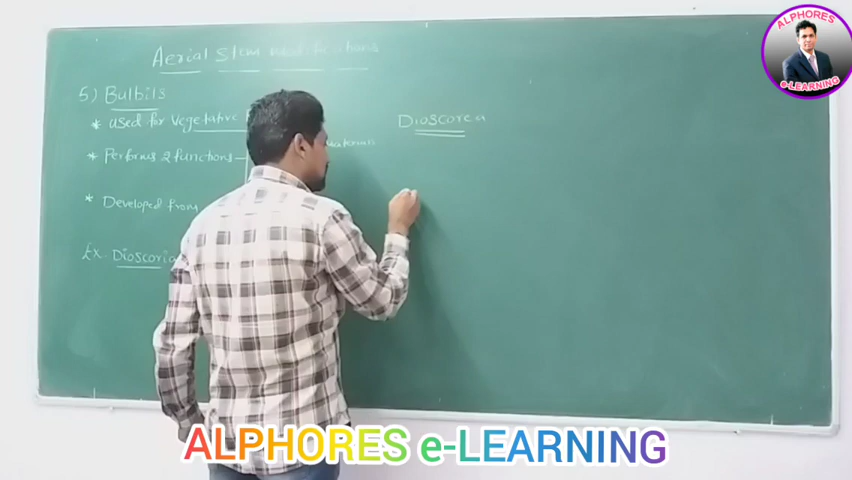 Aerial Stem modifications
5) Bulbils
* used for Vegetative
* Performs 2 functions
* Developed from
Ex- Dioscoria
Dioscorea
ALPHORES
e-LEARNING
ALPHORES e-LEARNING